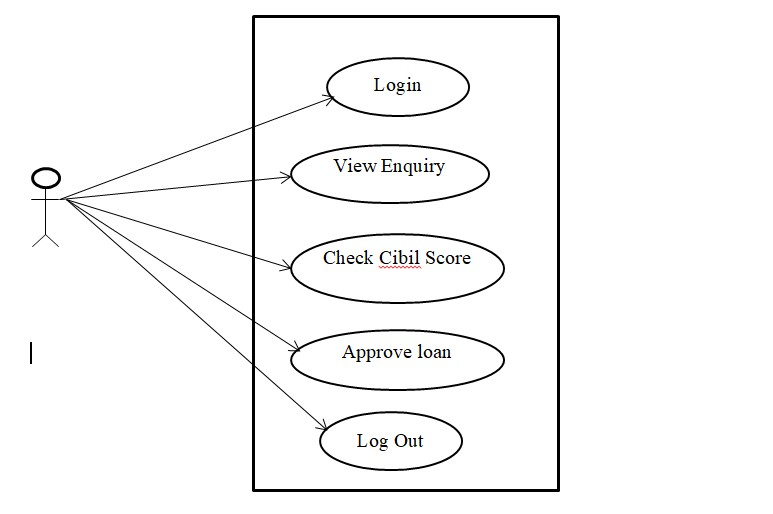 Login
View Enquiry
Check Cibil Score
Approve loan
Log Out